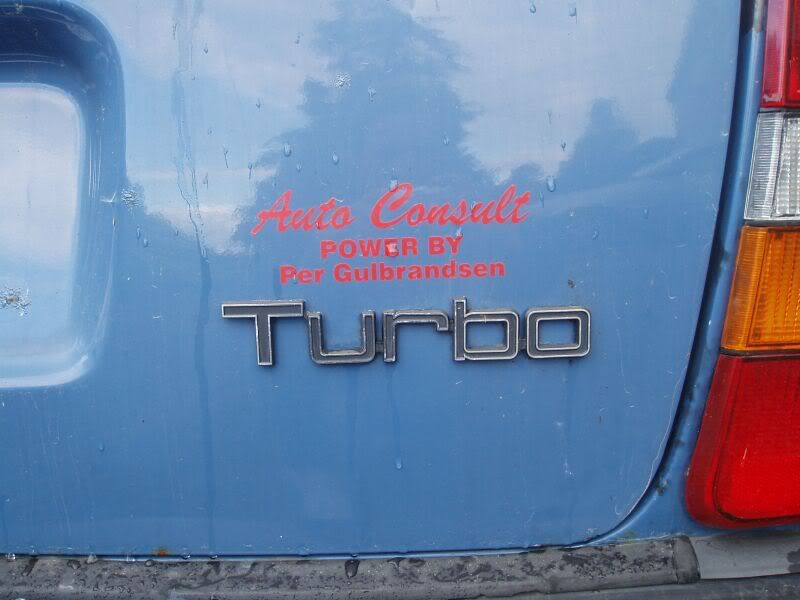 Auto Consult
POWER BY
Per Gulbrandsen
Turbo